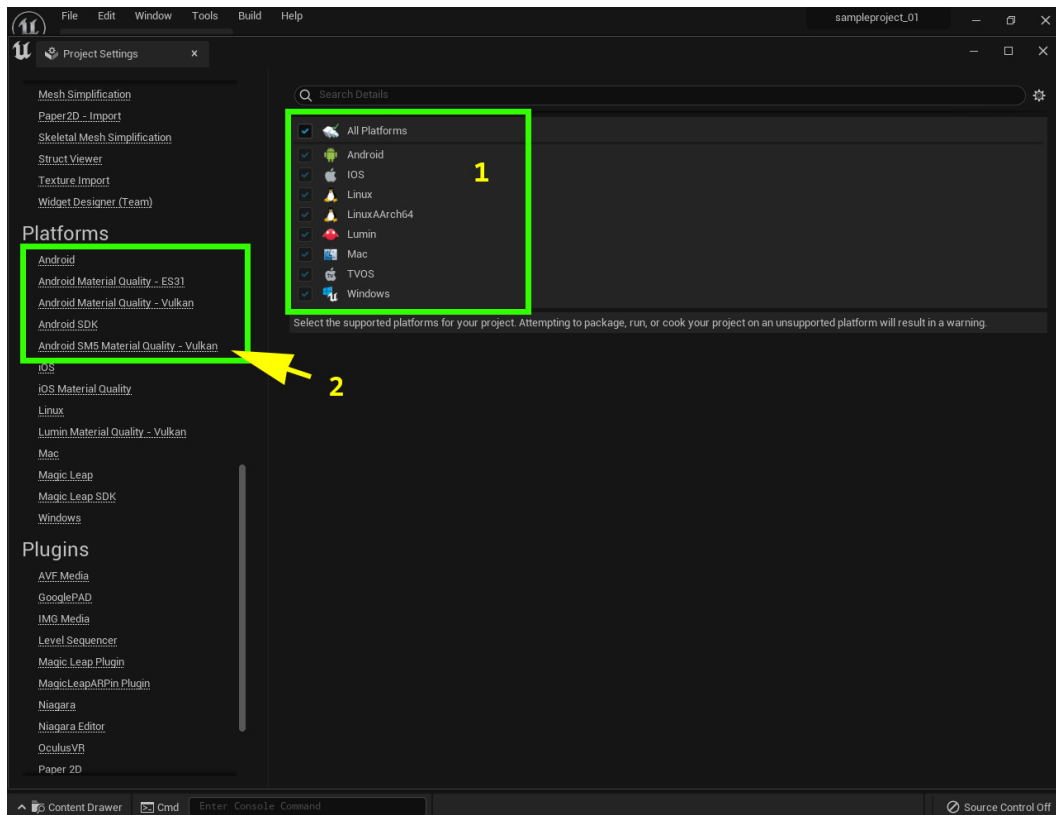 File Edit Window Tools Build Help
sampleproject_01
Project Settings
Mesh Simplification
Paper2D - Import
Skeletal Mesh Simplification
Struct Viewer
Texture Import
Widget Designer (Team)
Platforms
Android
Android Material Quality - ES31
Android Material Quality - Vulkan
Android SDK
Android SM5 Material Quality - Vulkan
iOS
iOS Material Quality
Linux
Lumin Material Quality - Vulkan
Mac
Magic Leap
Magic Leap SDK
Windows
Plugins
AVF Media
GooglePAD
IMG Media
Level Sequencer
Magic Leap Plugin
MagicLeapARPin Plugin
Niagara
Niagara Editor
OculusVR
Paper 2D
Search Details
All Platforms
Android
IOS
Linux
LinuxAArch64
Lumin
Mac
TVOS
Windows
1
Select the supported platforms for your project. Attempting to package, run, or cook your project on an unsupported platform will result in a warning.
2
Content Drawer
Cmd
Enter Console Command
Source Control Off